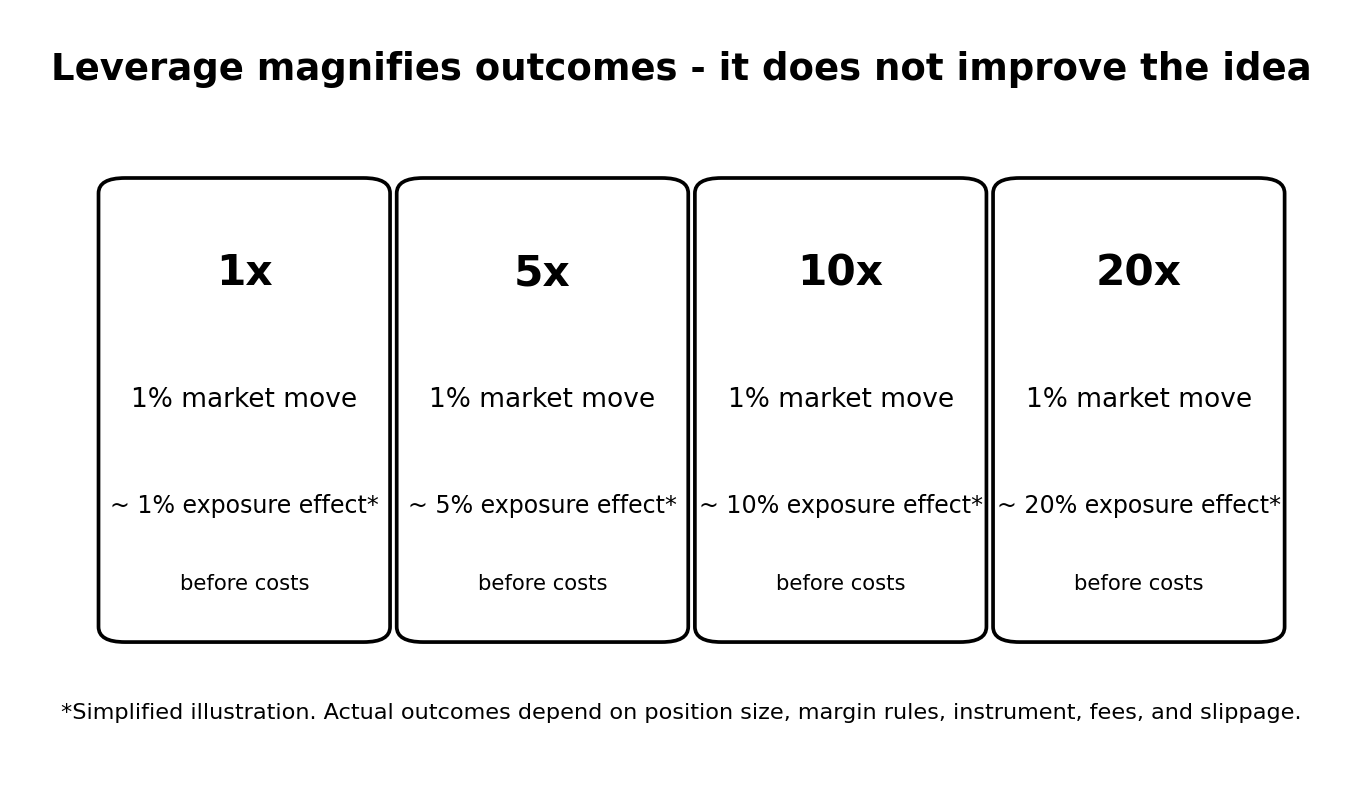 Leverage magnifies outcomes - it does not improve the idea
1x
1% market move
~ 1% exposure effect*
before costs
5x
1% market move
~ 5% exposure effect*
before costs
10x
1% market move
~ 10% exposure effect*
before costs
20x
1% market move
~ 20% exposure effect*
before costs
*Simplified illustration. Actual outcomes depend on position size, margin rules, instrument, fees, and slippage.